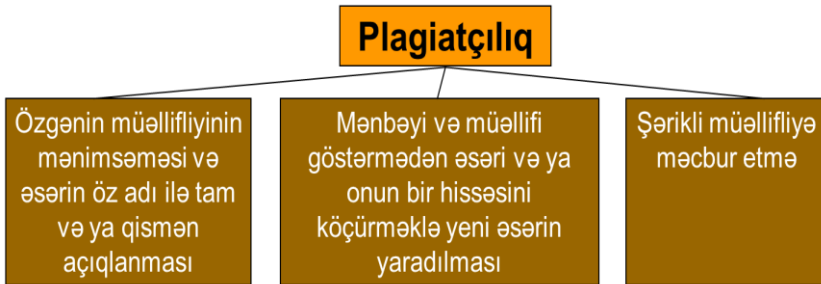 Plagiatçılıq
Özgənin müəllifliyinin
mənimsəməsi və
əsərin öz adı ilə tam
və ya qismən
açıqlanması
Mənbəyi və müəllifi
göstərmədən əsəri və ya
onun bir hissəsini
köçürməklə yeni əsərin
yaradılması
Şərikli müəllifliyə
məcbur etmə